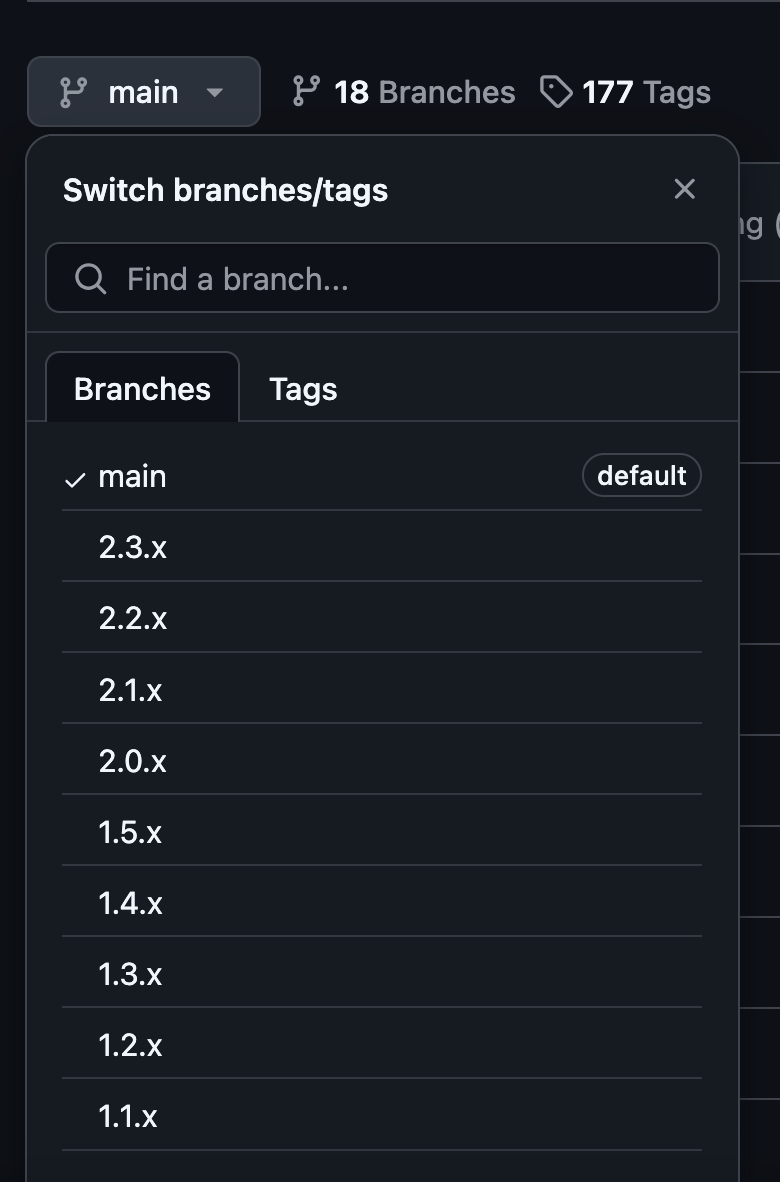 main 18 Branches 177 Tags
Switch branches/tags
Find a branch...
Branches Tags
main default
2.3.x
2.2.x
2.1.x
2.0.x
1.5.x
1.4.x
1.3.x
1.2.x
1.1.x